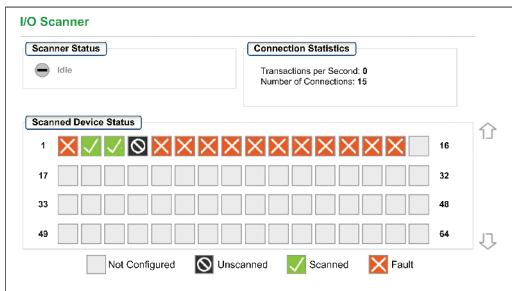 I/O Scanner
Scanner Status
Idle
Connection Statistics
Transactions per Second: 0
Number of Connections: 15
Scanned Device Status
1 16
17 32
33 48
49 64
Not Configured Unscanned Scanned Fault